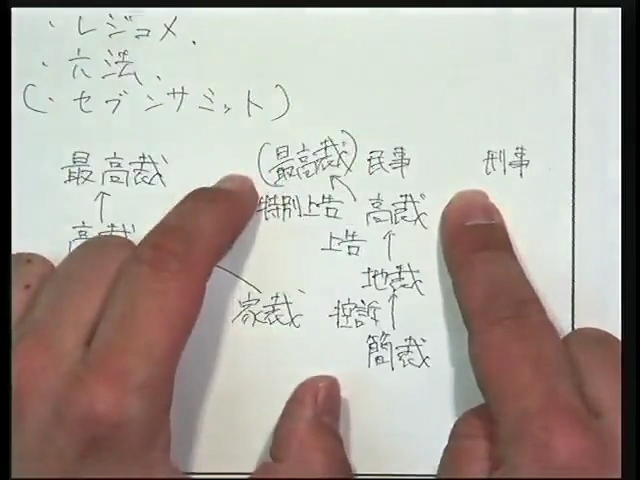 ・レジュメ.
・六法.
(・セブンサミット)
最高裁 (最高裁) 民事 刑事
特別上告 高裁
高裁 上告
地裁
家裁 控訴
簡裁